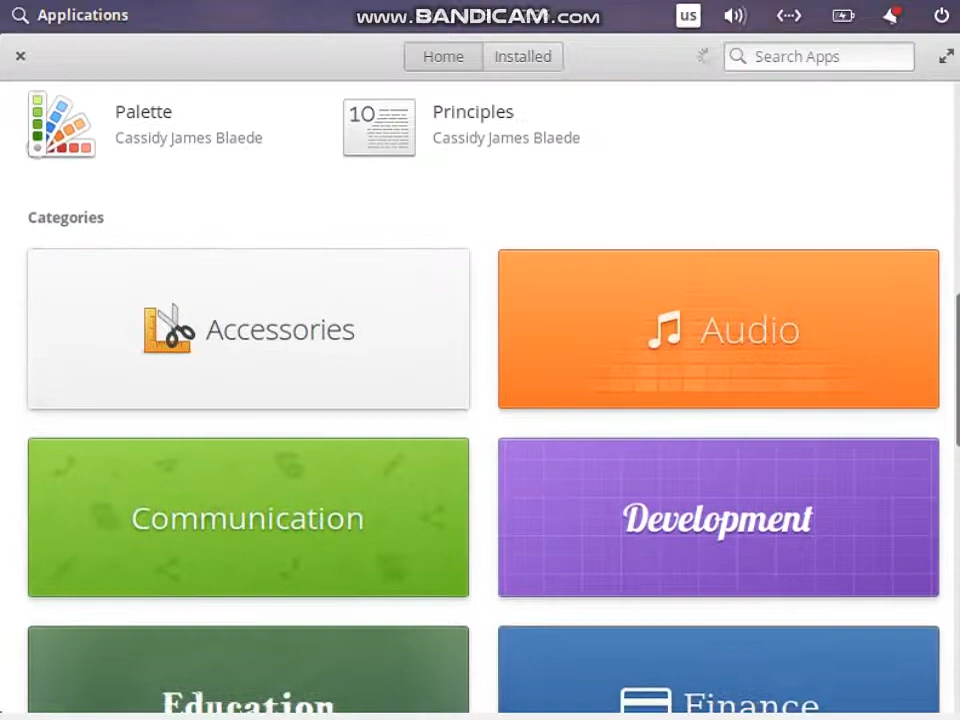 Applications
www.BANDICAM.com
us
Home
Installed
Search Apps
Palette
Cassidy James Blaede
10
Principles
Cassidy James Blaede
Categories
Accessories
Audio
Communication
Development
Education
Finance